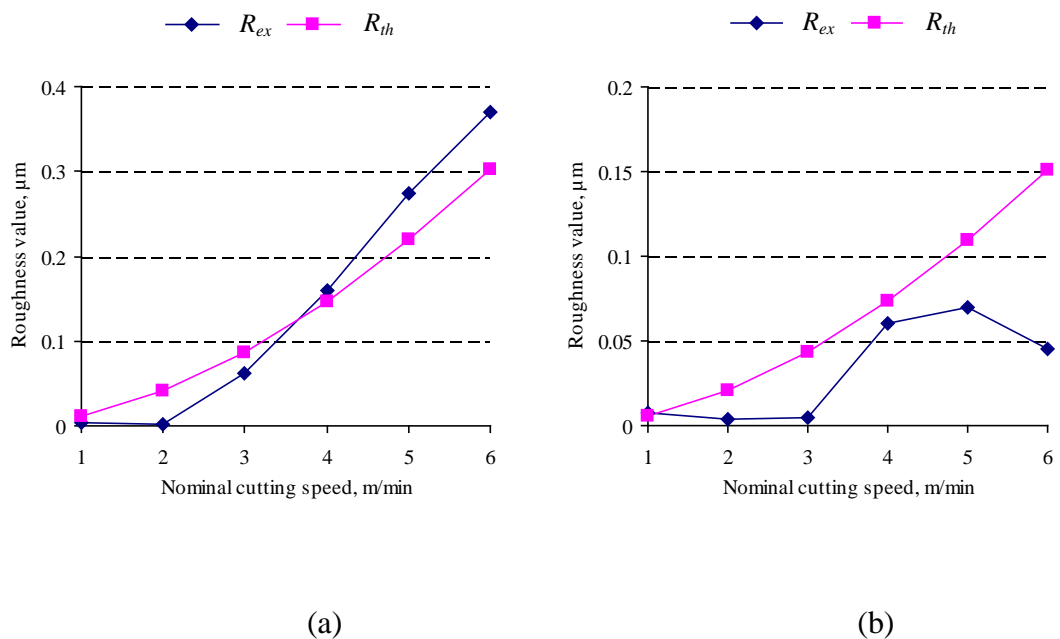 R_ex R_th
0.4
0.3
0.2
0.1
0
Roughness value, µm
1 2 3 4 5 6
Nominal cutting speed, m/min
(a)
R_ex R_th
0.2
0.15
0.1
0.05
0
Roughness value, µm
1 2 3 4 5 6
Nominal cutting speed, m/min
(b)